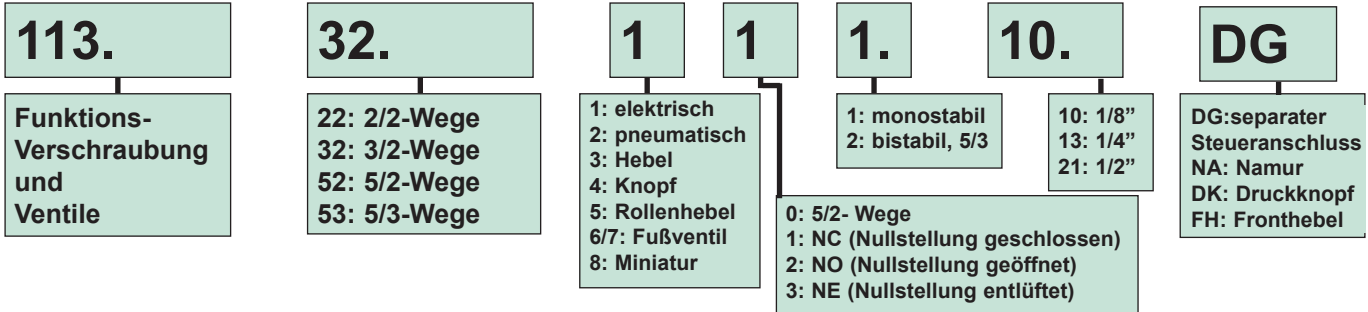 113. 32. 1 1 1. 10. DG
Funktions-
Verschraubung
und
Ventile
22: 2/2-Wege
32: 3/2-Wege
52: 5/2-Wege
53: 5/3-Wege
1: elektrisch
2: pneumatisch
3: Hebel
4: Knopf
5: Rollenhebel
6/7: Fußventil
8: Miniatur
0: 5/2- Wege
1: NC (Nullstellung geschlossen)
2: NO (Nullstellung geöffnet)
3: NE (Nullstellung entlüftet)
1: monostabil
2: bistabil, 5/3
10: 1/8”
13: 1/4”
21: 1/2”
DG:separater
Steueranschluss
NA: Namur
DK: Druckknopf
FH: Fronthebel